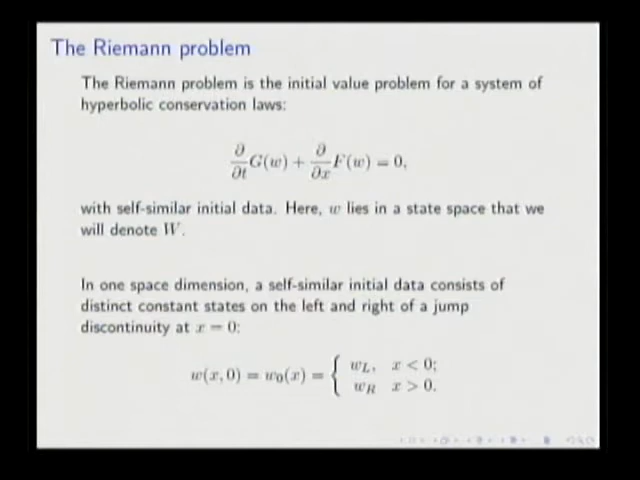 The Riemann problem
The Riemann problem is the initial value problem for a system of
hyperbolic conservation laws:
∂/∂t G(w) + ∂/∂x F(w) = 0,
with self-similar initial data. Here, w lies in a state space that we
will denote W.
In one space dimension, a self-similar initial data consists of
distinct constant states on the left and right of a jump
discontinuity at x = 0:
w(x, 0) = w₀(x) = { w_L, x < 0;
w_R x > 0.